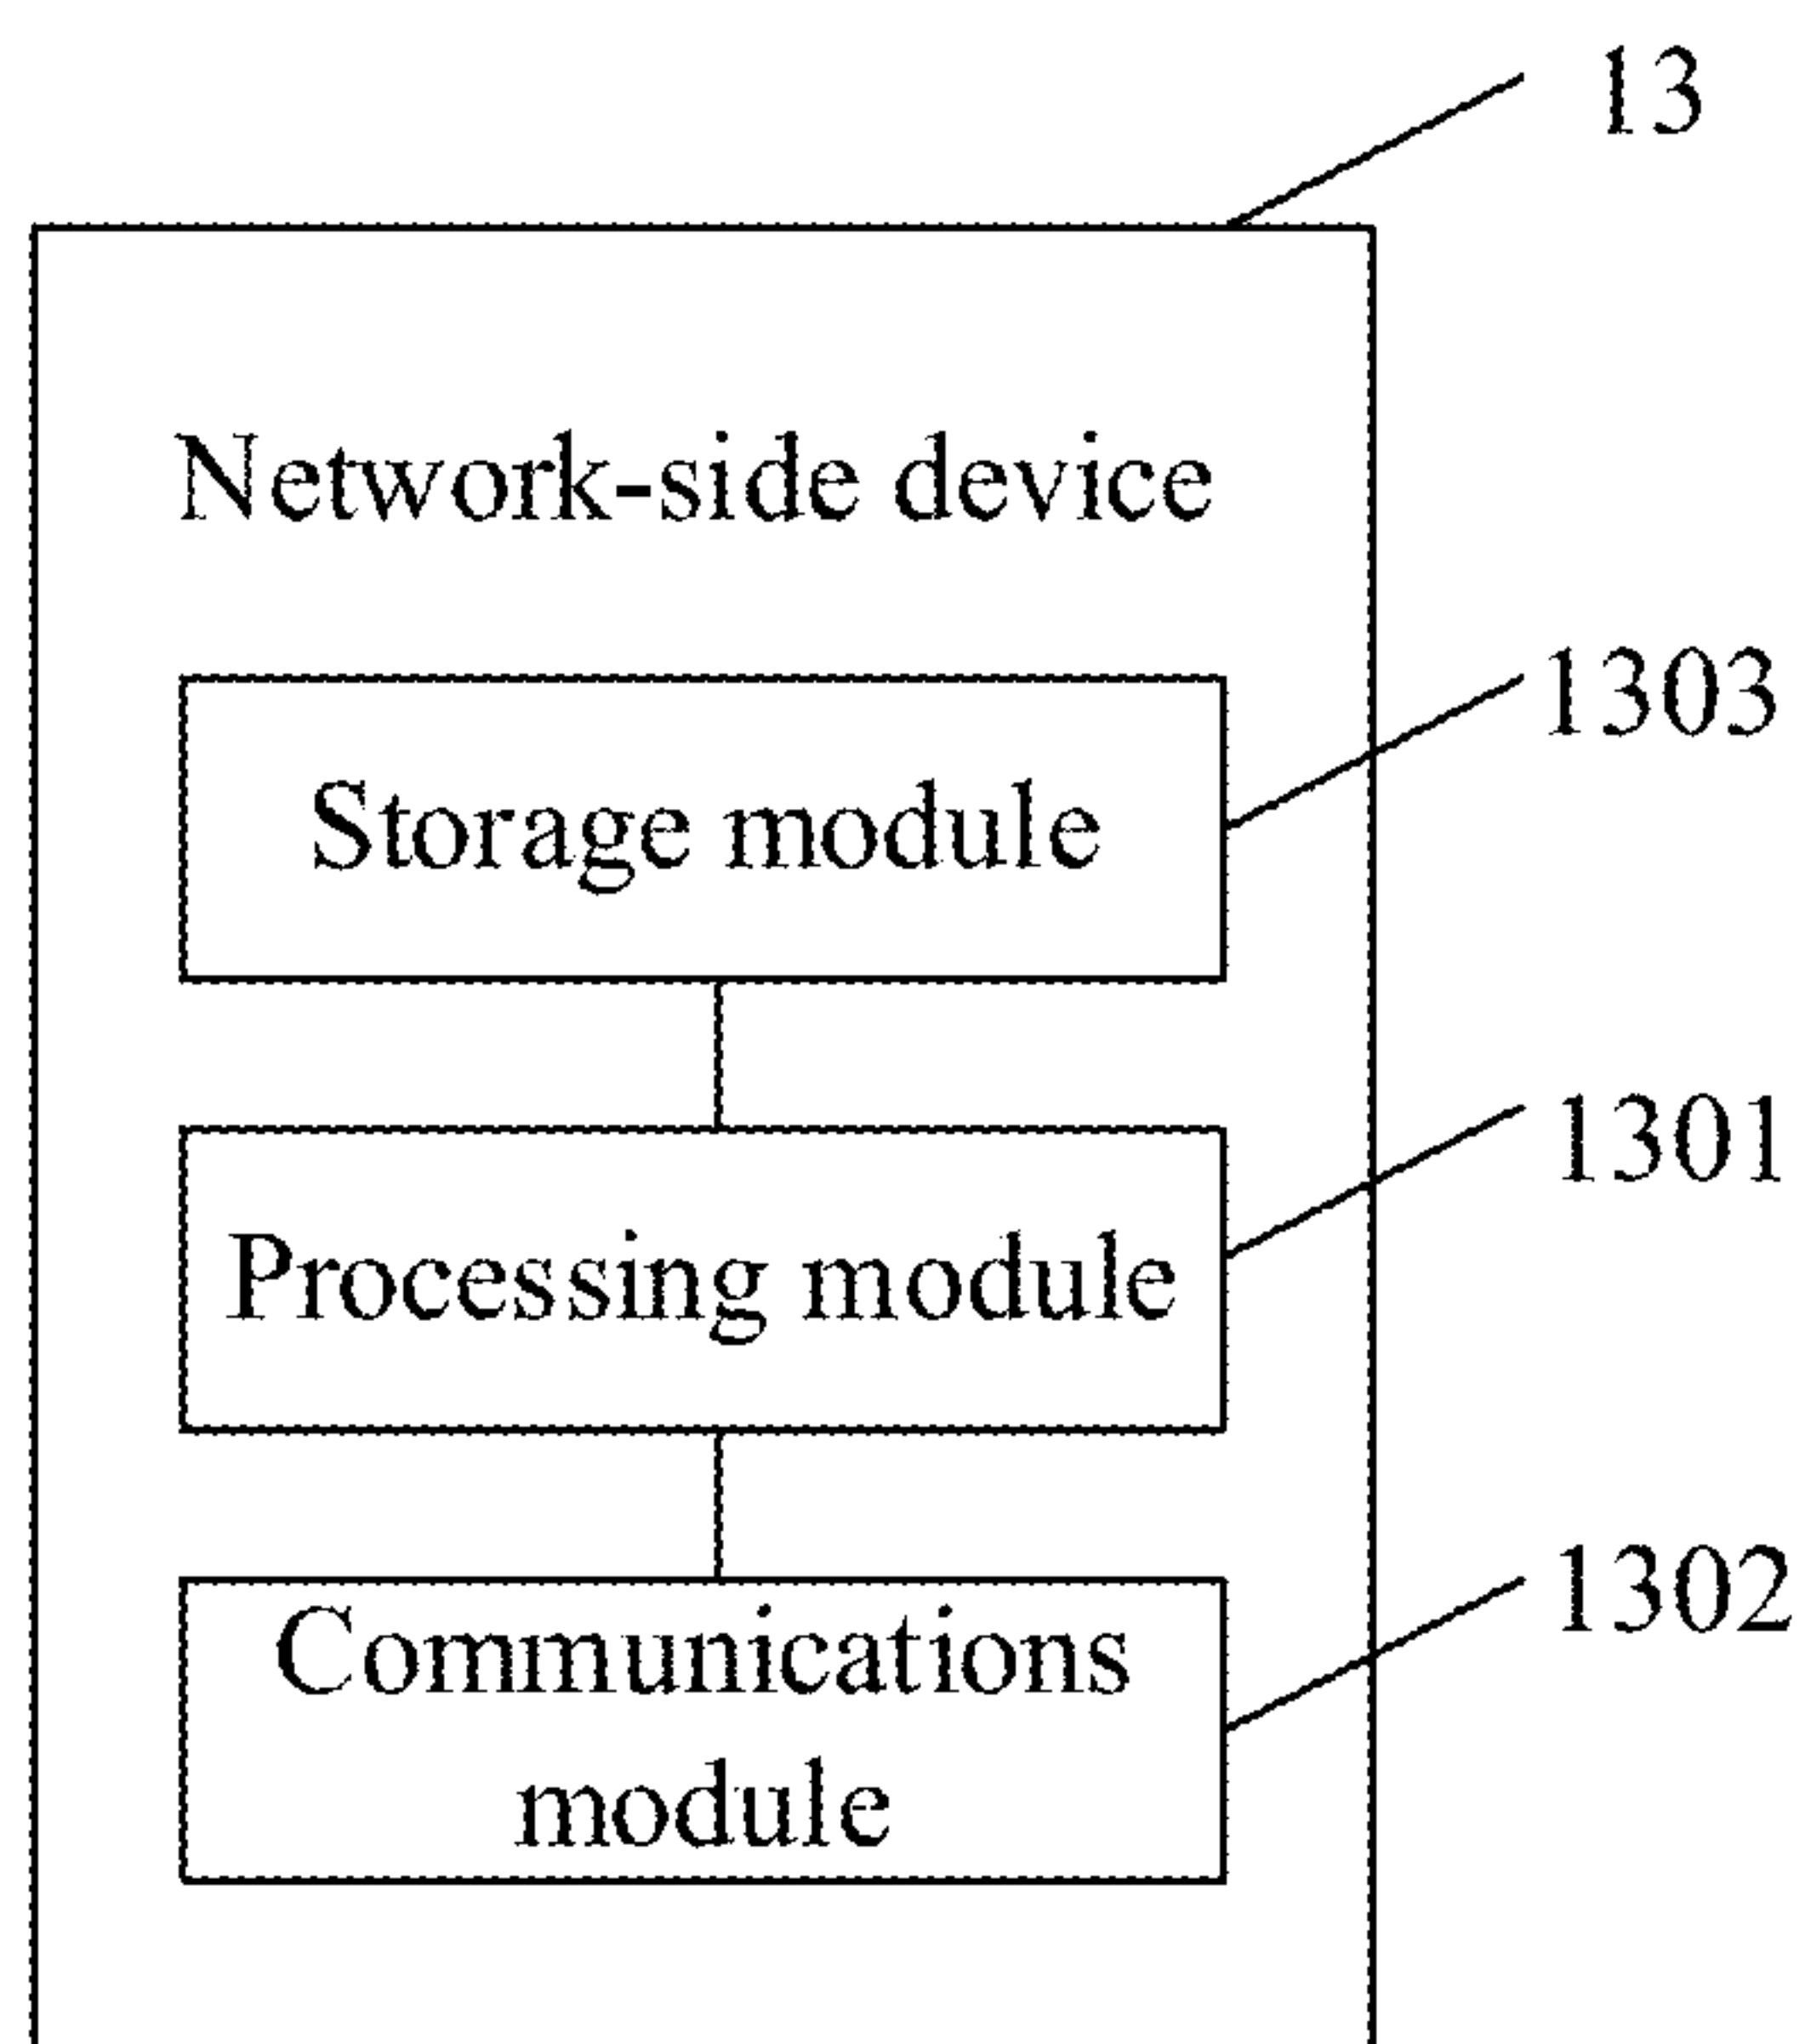 13
Network-side device
1303
Storage module
1301
Processing module
1302
Communications
module